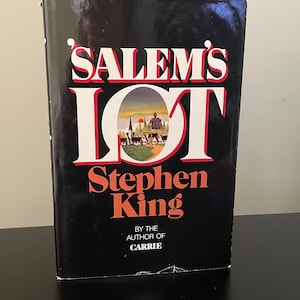 'SALEM'S
LOT
Stephen
King
BY THE
AUTHOR OF
CARRIE